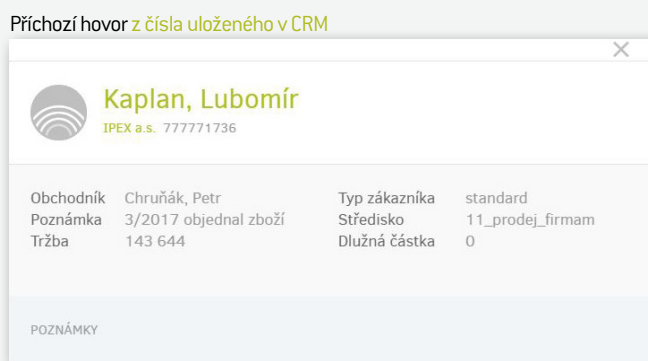 Příchozí hovor z čísla uloženého v CRM
Kaplan, Lubomír
IPEX a.s. 777771736
Obchodník Chruňák, Petr Typ zákazníka standard
Poznámka 3/2017 objednal zboží Středisko 11_prodej_firmam
Tržba 143 644 Dlužná částka 0
POZNÁMKY